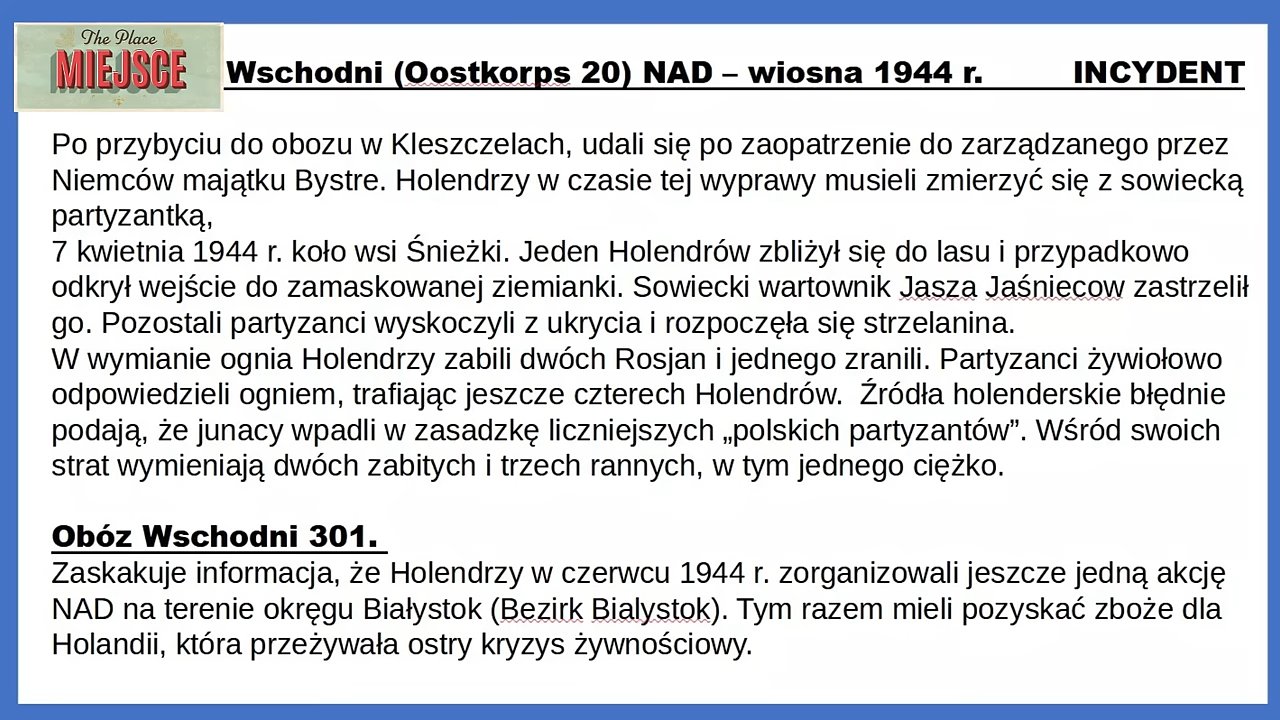 The Place
MIEJSCE
Wschodni (Oostkorps 20) NAD – wiosna 1944 r. INCYDENT
Po przybyciu do obozu w Kleszczelach, udali się po zaopatrzenie do zarządzanego przez
Niemców majątku Bystre. Holendrzy w czasie tej wyprawy musieli zmierzyć się z sowiecką
partyzantką,
7 kwietnia 1944 r. koło wsi Śnieżki. Jeden Holendrów zbliżył się do lasu i przypadkowo
odkrył wejście do zamaskowanej ziemianki. Sowiecki wartownik Jasza Jaśniecow zastrzelił
go. Pozostali partyzanci wyskoczyli z ukrycia i rozpoczęła się strzelanina.
W wymianie ognia Holendrzy zabili dwóch Rosjan i jednego zranili. Partyzanci żywiołowo
odpowiedzieli ogniem, trafiając jeszcze czterech Holendrów. Źródła holenderskie błędnie
podają, że junacy wpadli w zasadzkę liczniejszych „polskich partyzantów”. Wśród swoich
strat wymieniają dwóch zabitych i trzech rannych, w tym jednego ciężko.
Obóz Wschodni 301.
Zaskakuje informacja, że Holendrzy w czerwcu 1944 r. zorganizowali jeszcze jedną akcję
NAD na terenie okręgu Białystok (Bezirk Bialystok). Tym razem mieli pozyskać zboże dla
Holandii, która przeżywała ostry kryzys żywnościowy.